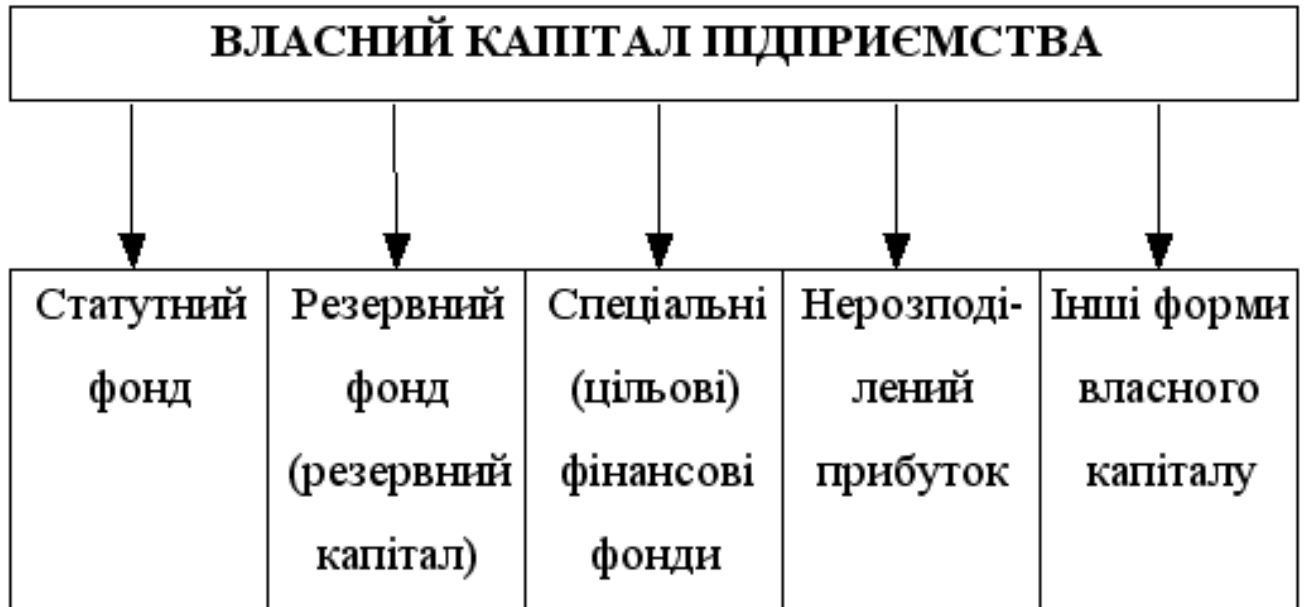 ВЛАСНИЙ КАПІТАЛ ПІДПРИЄМСТВА
Статутний
фонд
Резервний
фонд
(резервний
капітал)
Спеціальні
(цільові)
фінансові
фонди
Нерозподі-
лений
прибуток
Інші форми
власного
капіталу